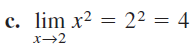 c. lim x² = 2² = 4
x→2